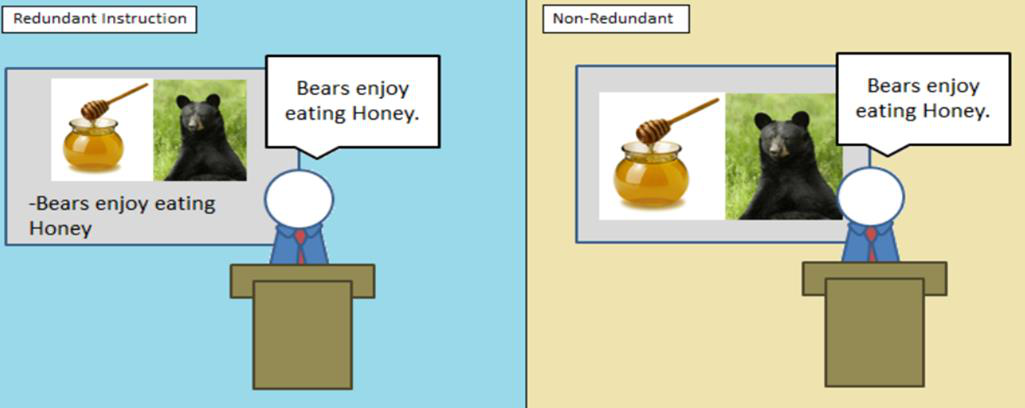 Redundant Instruction
Bears enjoy
eating Honey.
-Bears enjoy eating
Honey
Non-Redundant
Bears enjoy
eating Honey.